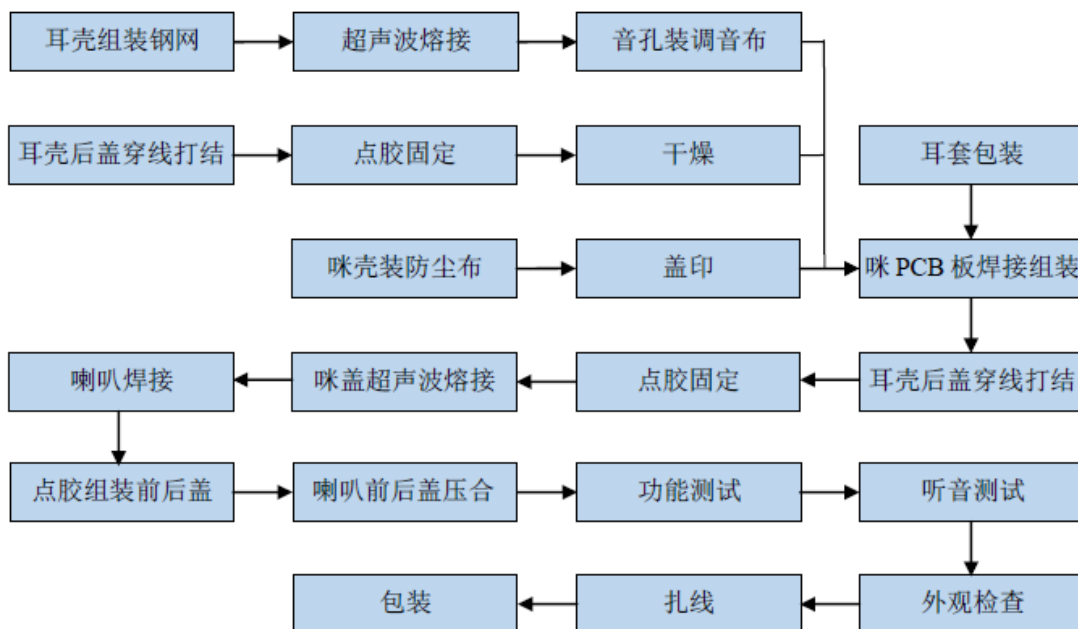 耳壳组装钢网
超声波熔接
音孔装调音布
耳壳后盖穿线打结
点胶固定
干燥
耳套包装
咪壳装防尘布
盖印
咪 PCB 板焊接组装
喇叭焊接
咪盖超声波熔接
点胶固定
耳壳后盖穿线打结
点胶组装前后盖
喇叭前后盖压合
功能测试
听音测试
包装
扎线
外观检查